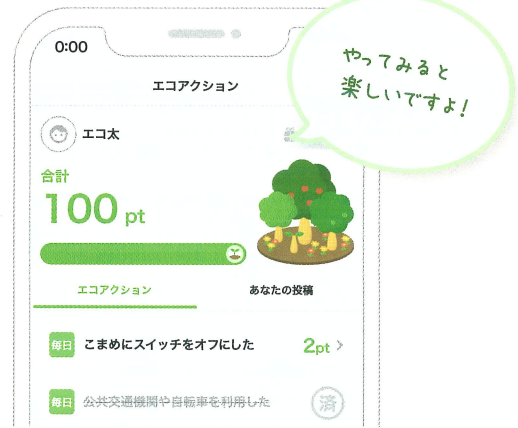 0:00
やってみると
楽しいですよ!
エコアクション
エコ太
合計
100 pt
エコアクション
あなたの投稿
毎日 こまめにスイッチをオフにした 2pt >
毎日 公共交通機関や自転車を利用した 済